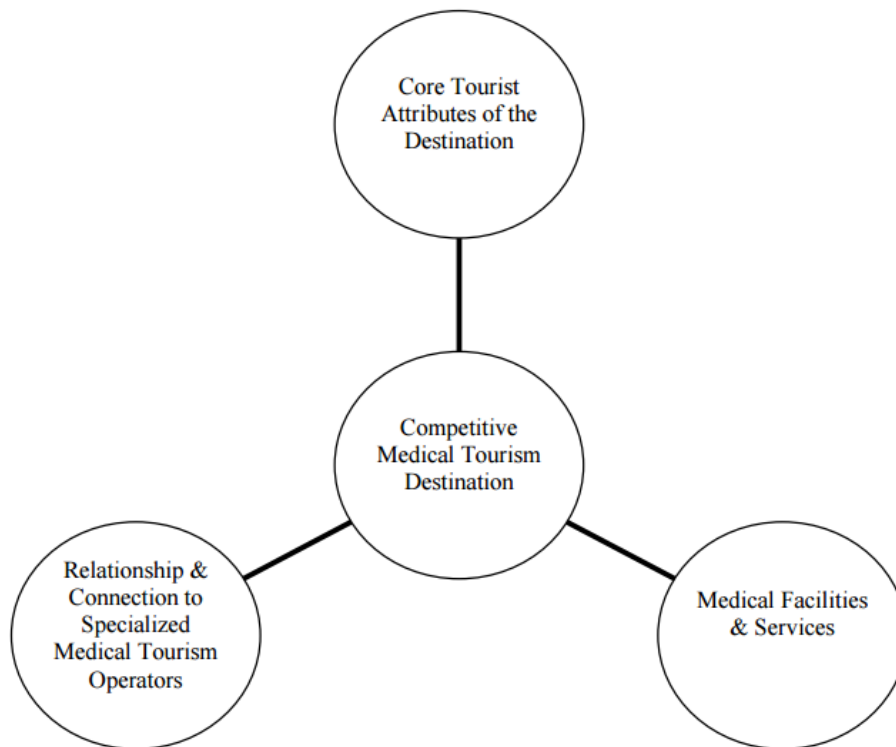 Core Tourist
Attributes of the
Destination
Competitive
Medical Tourism
Destination
Relationship &
Connection to
Specialized
Medical Tourism
Operators
Medical Facilities
& Services